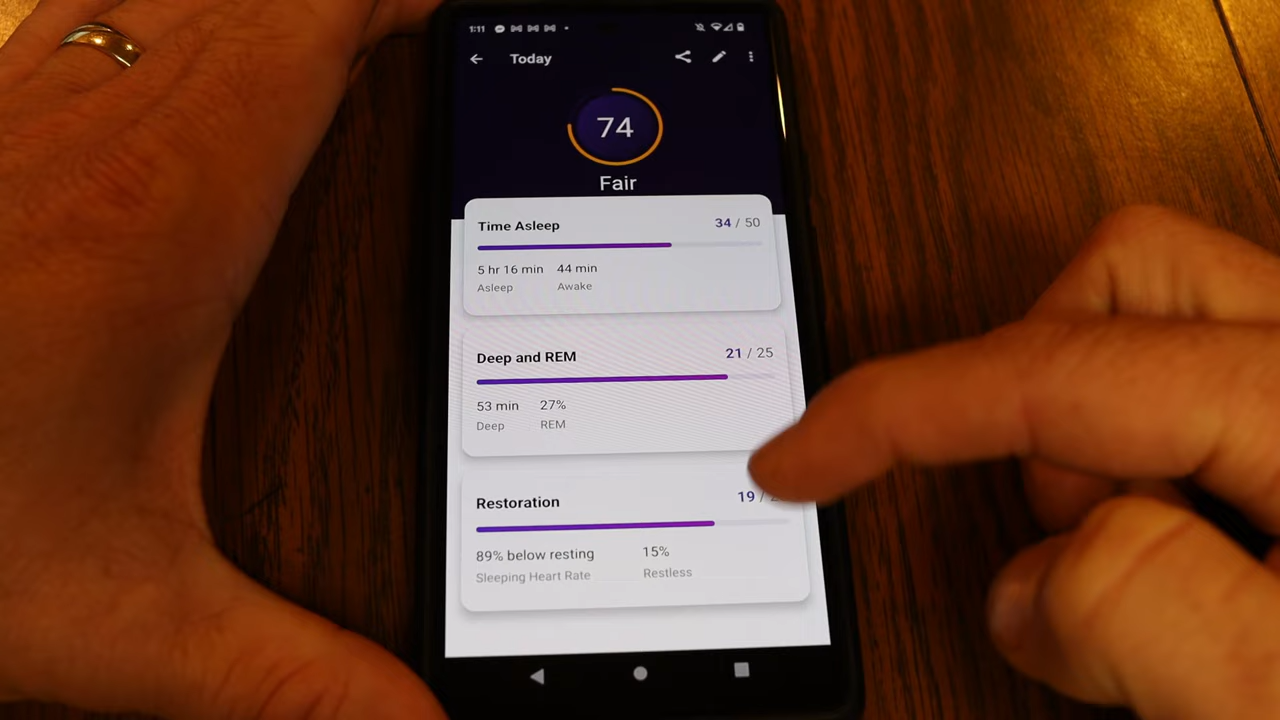 1:11
Today
74
Fair
Time Asleep 34 / 50
5 hr 16 min 44 min
Asleep Awake
Deep and REM 21 / 25
53 min 27%
Deep REM
Restoration 19 /
89% below resting 15%
Sleeping Heart Rate Restless